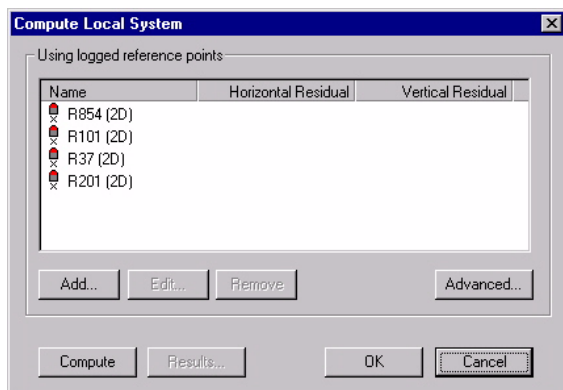 Compute Local System
Using logged reference points
Name Horizontal Residual Vertical Residual
R854 (2D)
R101 (2D)
R37 (2D)
R201 (2D)
Add... Edit... Remove Advanced...
Compute Results... OK Cancel